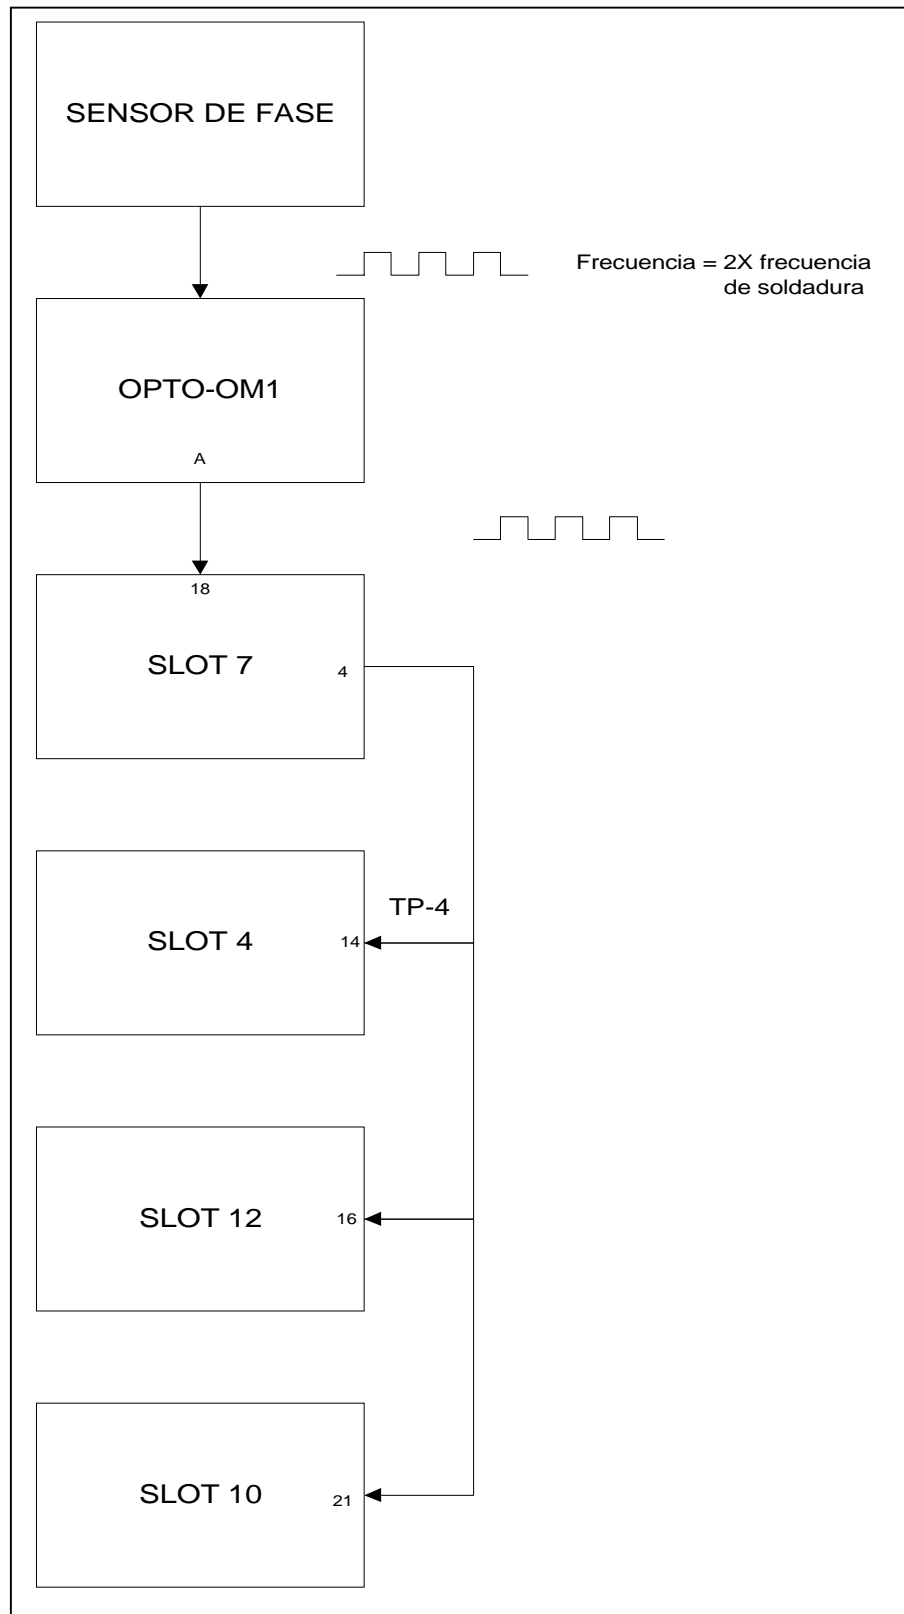 SENSOR DE FASE
Frecuencia = 2X frecuencia
de soldadura
OPTO-OM1
A
18
SLOT 7
4
TP-4
SLOT 4
14
SLOT 12
16
SLOT 10
21